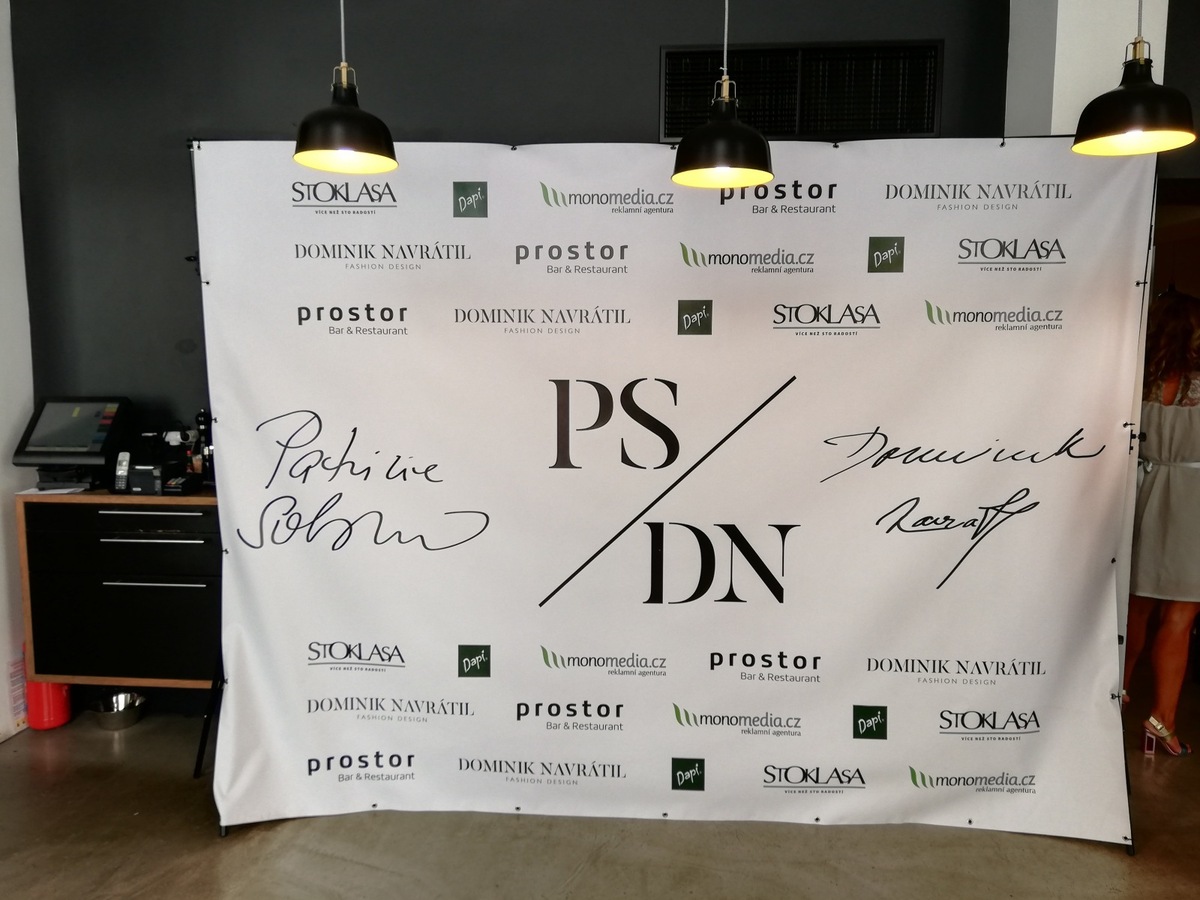 STOKLASA
VÍCE NEŽ STO RADOSTÍ
Dapi.
monomedia.cz
reklamní agentura
prostor
Bar & Restaurant
DOMINIK NAVRÁTIL
FASHION DESIGN
DOMINIK NAVRÁTIL
FASHION DESIGN
prostor
Bar & Restaurant
monomedia.cz
reklamní agentura
Dapi.
STOKLASA
VÍCE NEŽ STO RADOSTÍ
prostor
Bar & Restaurant
DOMINIK NAVRÁTIL
FASHION DESIGN
Dapi.
STOKLASA
VÍCE NEŽ STO RADOSTÍ
monomedia.cz
reklamní agentura
Patricie
PS
DN
Dominik
STOKLASA
VÍCE NEŽ STO RADOSTÍ
Dapi.
monomedia.cz
reklamní agentura
prostor
Bar & Restaurant
DOMINIK NAVRÁTIL
FASHION DESIGN
DOMINIK NAVRÁTIL
FASHION DESIGN
prostor
Bar & Restaurant
monomedia.cz
reklamní agentura
Dapi.
STOKLASA
VÍCE NEŽ STO RADOSTÍ
prostor
Bar & Restaurant
DOMINIK NAVRÁTIL
FASHION DESIGN
Dapi.
STOKLASA
VÍCE NEŽ STO RADOSTÍ
monomedia.cz
reklamní agentura